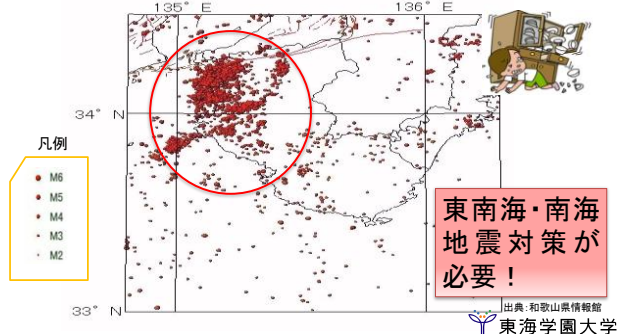 135° E
136° E
34° N
33° N
凡例
M6
M5
M4
M3
M2
東南海・南海
地震対策が
必要！
出典：和歌山県情報館
東海学園大学